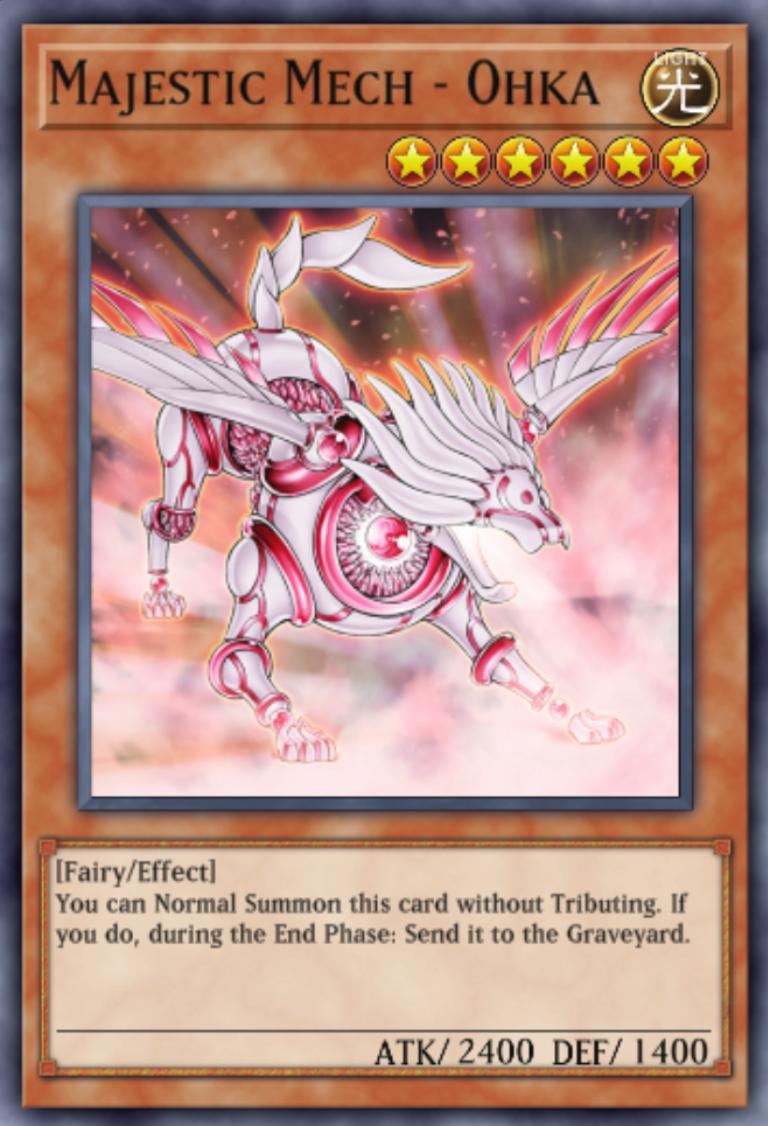 Majestic Mech - Ohka
LIGHT
光
[Fairy/Effect]
You can Normal Summon this card without Tributing. If
you do, during the End Phase: Send it to the Graveyard.
ATK/ 2400 DEF/ 1400